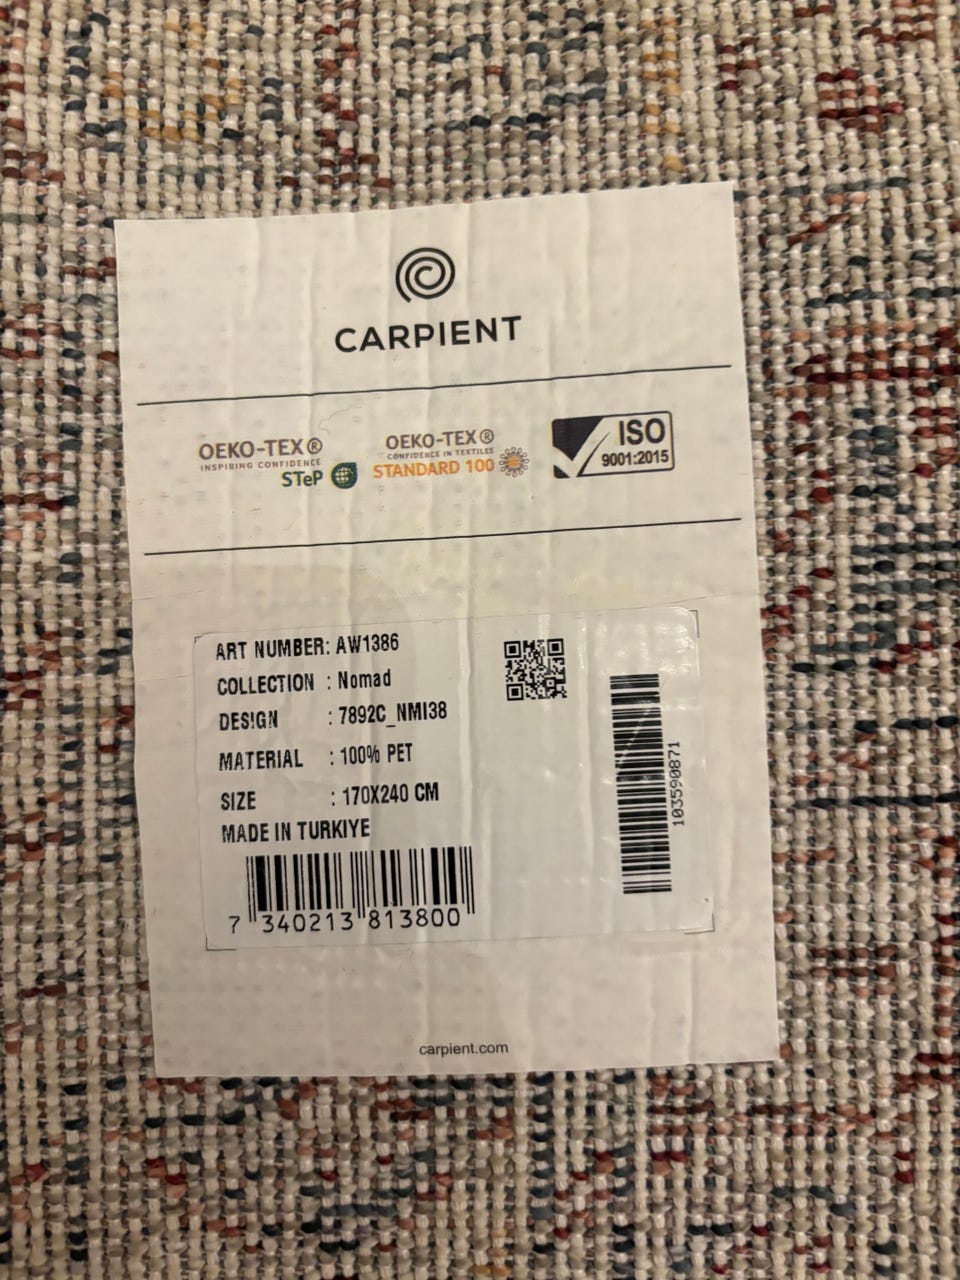 CARPIENT
OEKO-TEX®
INSPIRING CONFIDENCE
STeP
OEKO-TEX®
CONFIDENCE IN TEXTILES
STANDARD 100
ISO
9001:2015
ART NUMBER: AW1386
COLLECTION : Nomad
DESIGN : 7892C_NMI38
MATERIAL : 100% PET
SIZE : 170X240 CM
MADE IN TURKIYE
7 340213 813800
103590871
carpient.com